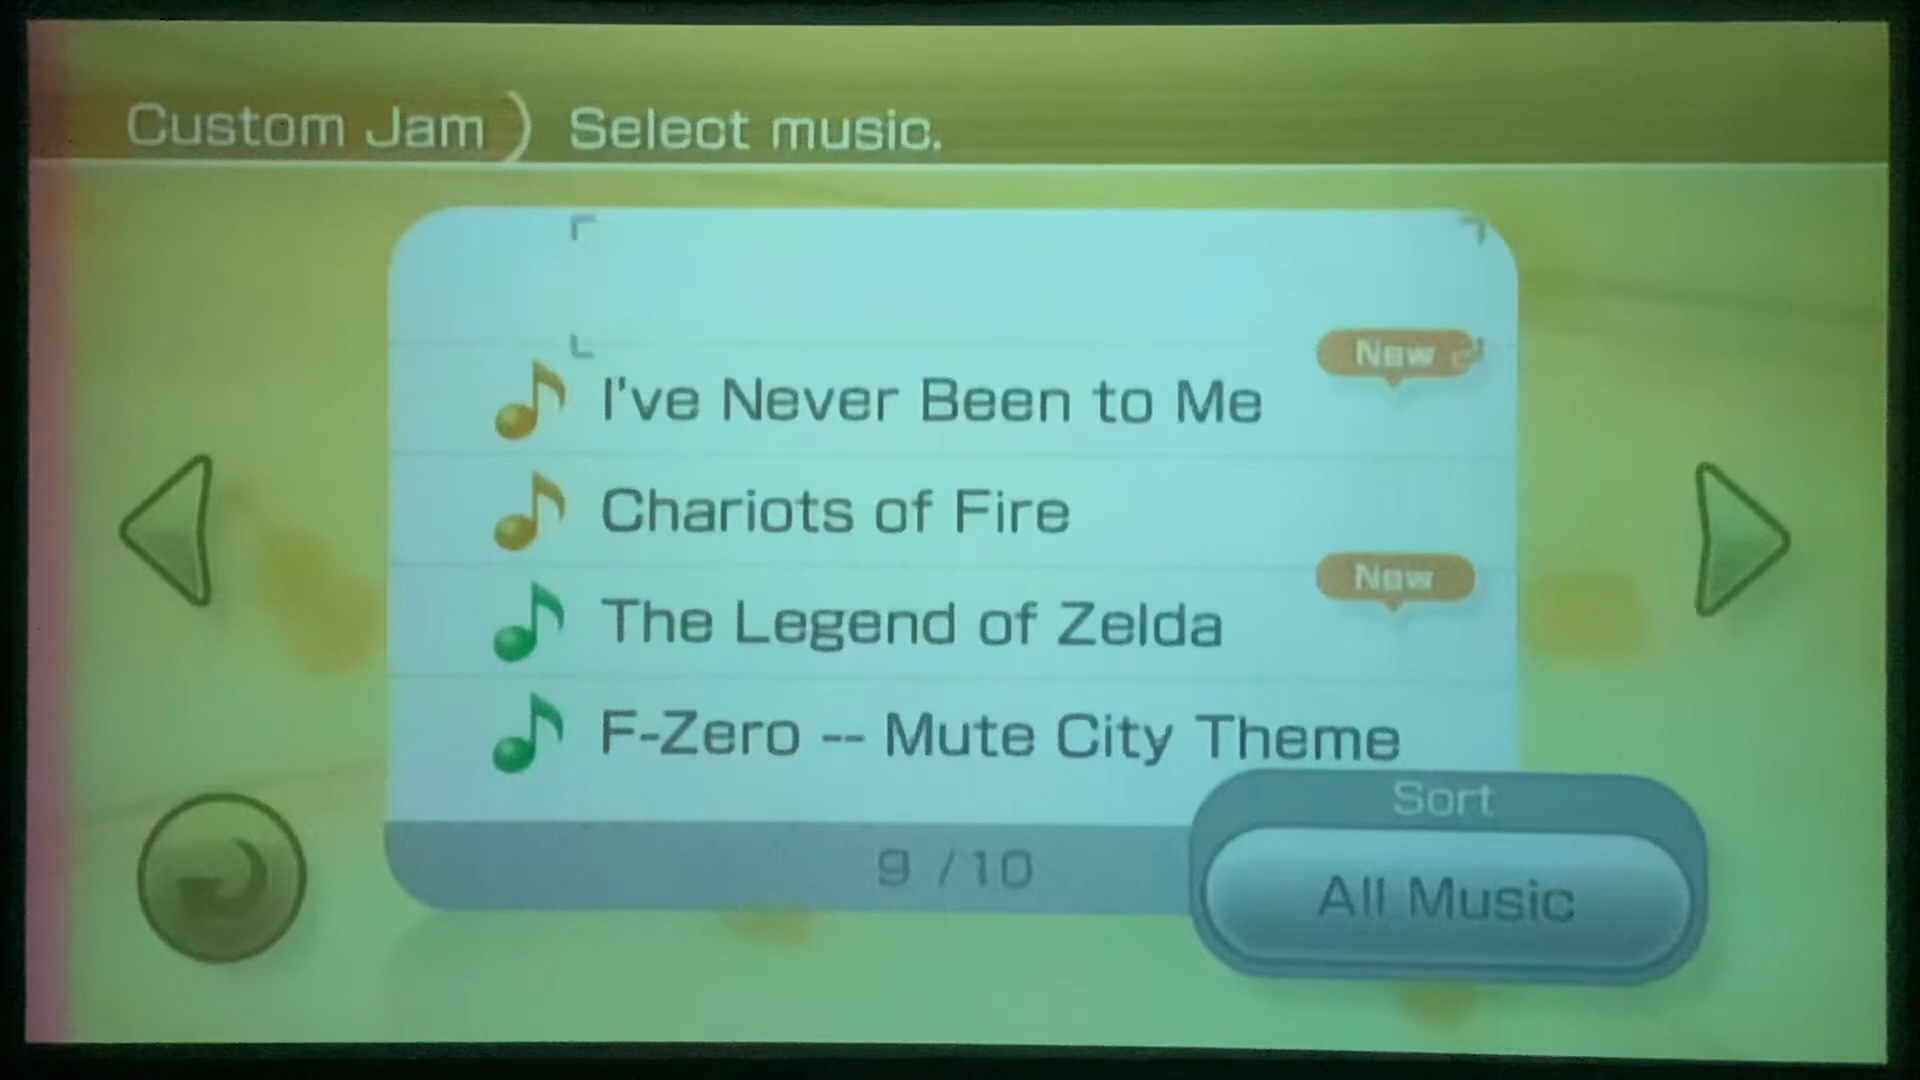 Custom Jam Select music.
New
I've Never Been to Me
Chariots of Fire
New
The Legend of Zelda
F-Zero -- Mute City Theme
Sort
9 / 10
All Music